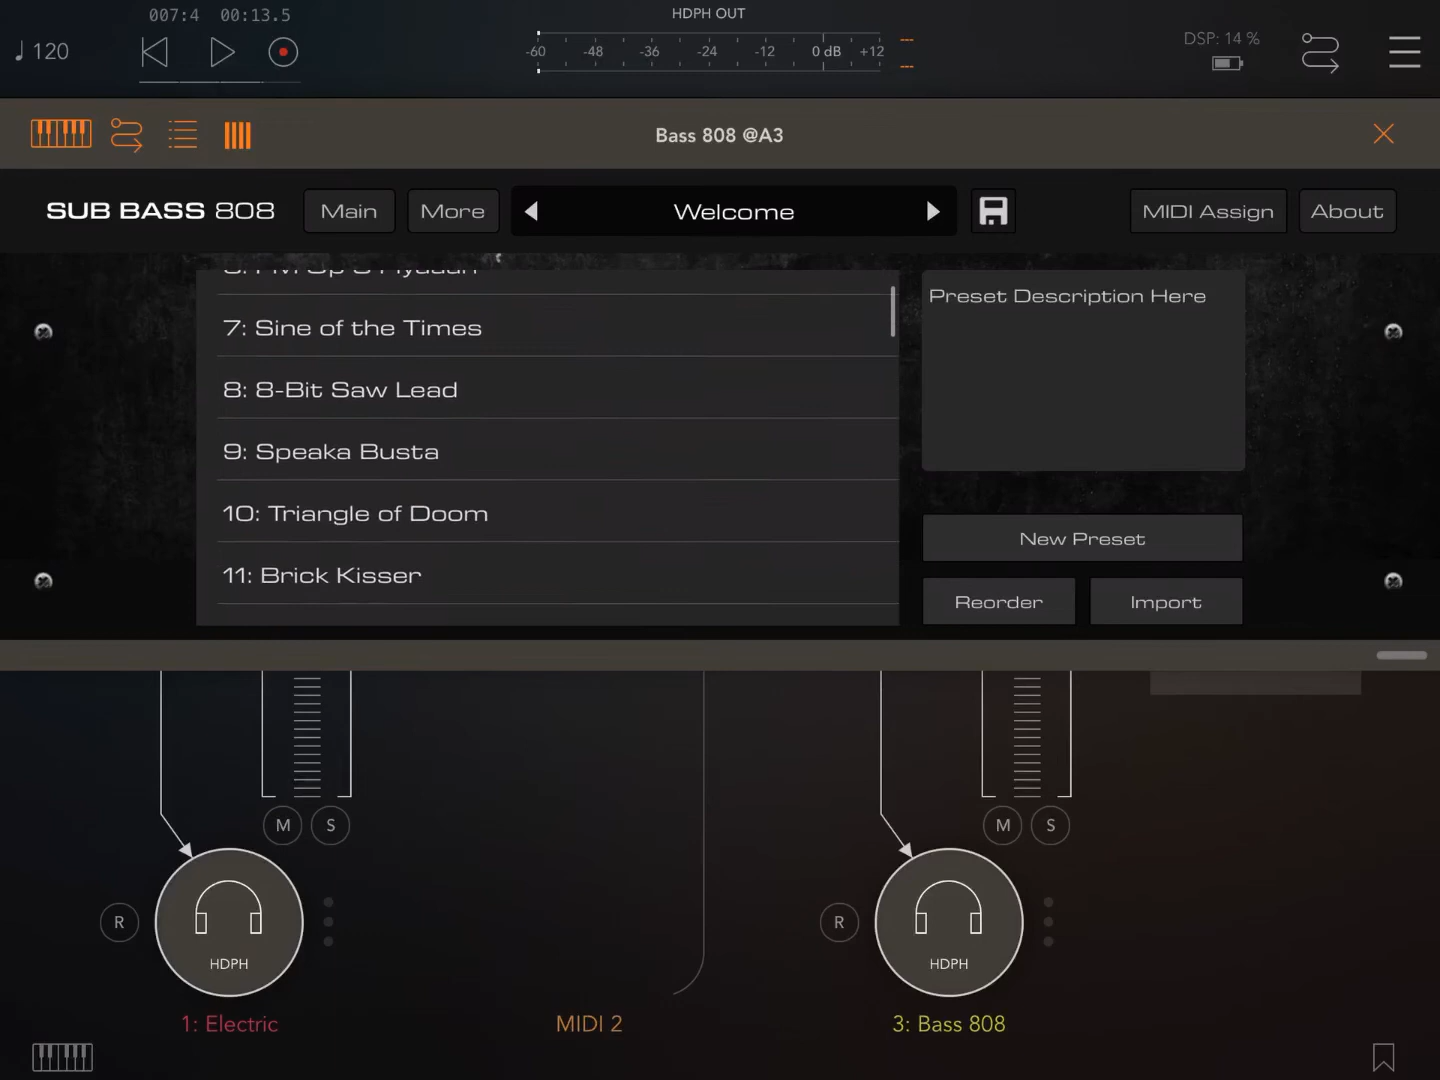 007:4 00:13.5
HDPH OUT
♩ 120
-60 -48 -36 -24 -12 0 dB +12
DSP: 14 %
Bass 808 @A3
SUB BASS 808
Main
More
Welcome
MIDI Assign
About
7: Sine of the Times
8: 8-Bit Saw Lead
9: Speaka Busta
10: Triangle of Doom
11: Brick Kisser
Preset Description Here
New Preset
Reorder
Import
M S
M S
R
HDPH
R
HDPH
1: Electric
MIDI 2
3: Bass 808